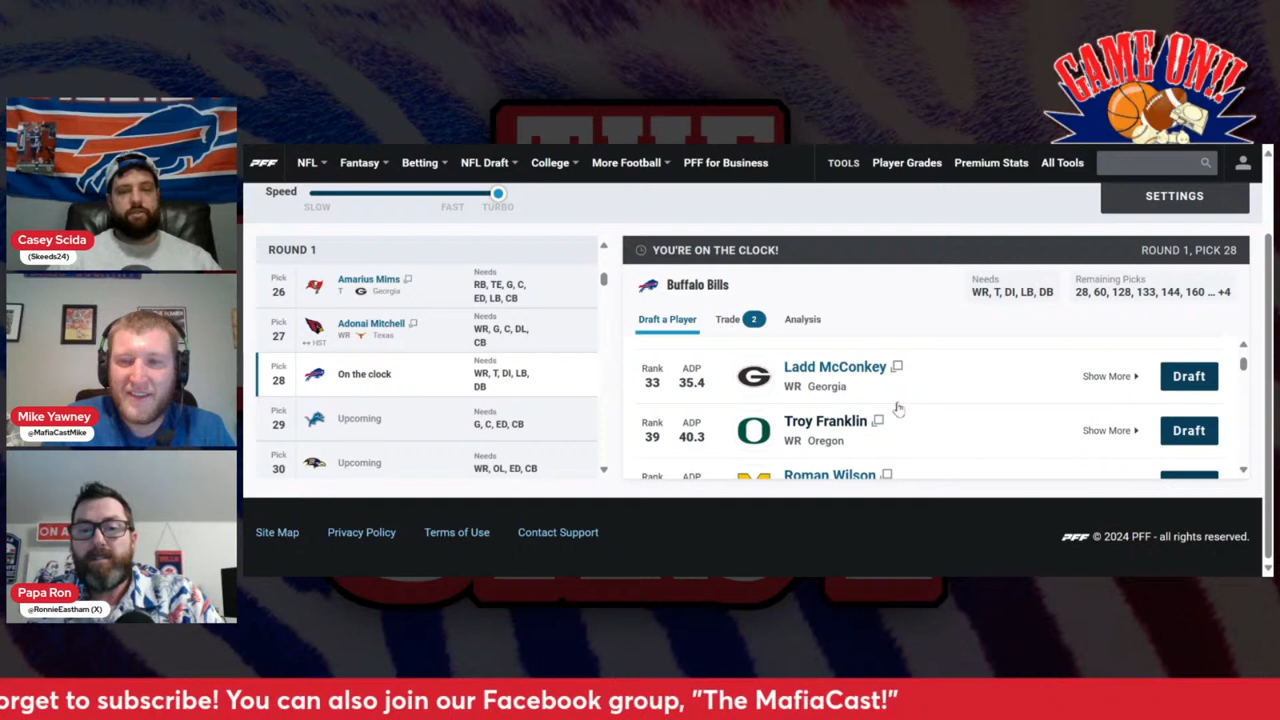 GAME ON!!
PFF
NFL
Fantasy
Betting
NFL Draft
College
More Football
PFF for Business
TOOLS
Player Grades
Premium Stats
All Tools
Speed
SLOW
FAST
TURBO
SETTINGS
Casey Scida
(Skeeds24)
Mike Yawney
@MafiaCastMike
ON A
Papa Ron
@RonnieEastham (X)
ROUND 1
Pick
26
Amarius Mims
T G Georgia
Needs
RB, TE, G, C,
ED, LB, CB
Pick
27
HST
Adonai Mitchell
WR Texas
Needs
WR, G, C, DL,
CB
Pick
28
On the clock
Needs
WR, T, DI, LB,
DB
Pick
29
Upcoming
Needs
G, C, ED, CB
Pick
30
Upcoming
Needs
WR, OL, ED, CB
YOU'RE ON THE CLOCK!
ROUND 1, PICK 28
Buffalo Bills
Needs
WR, T, DI, LB, DB
Remaining Picks
28, 60, 128, 133, 144, 160 ... +4
Draft a Player
Trade 2
Analysis
Rank
33
ADP
35.4
G
Ladd McConkey
WR Georgia
Show More
Draft
Rank
39
ADP
40.3
O
Troy Franklin
WR Oregon
Show More
Draft
Rank
ADP
Roman Wilson
Site Map
Privacy Policy
Terms of Use
Contact Support
PFF © 2024 PFF - all rights reserved.
orget to subscribe! You can also join our Facebook group, "The MafiaCast!"